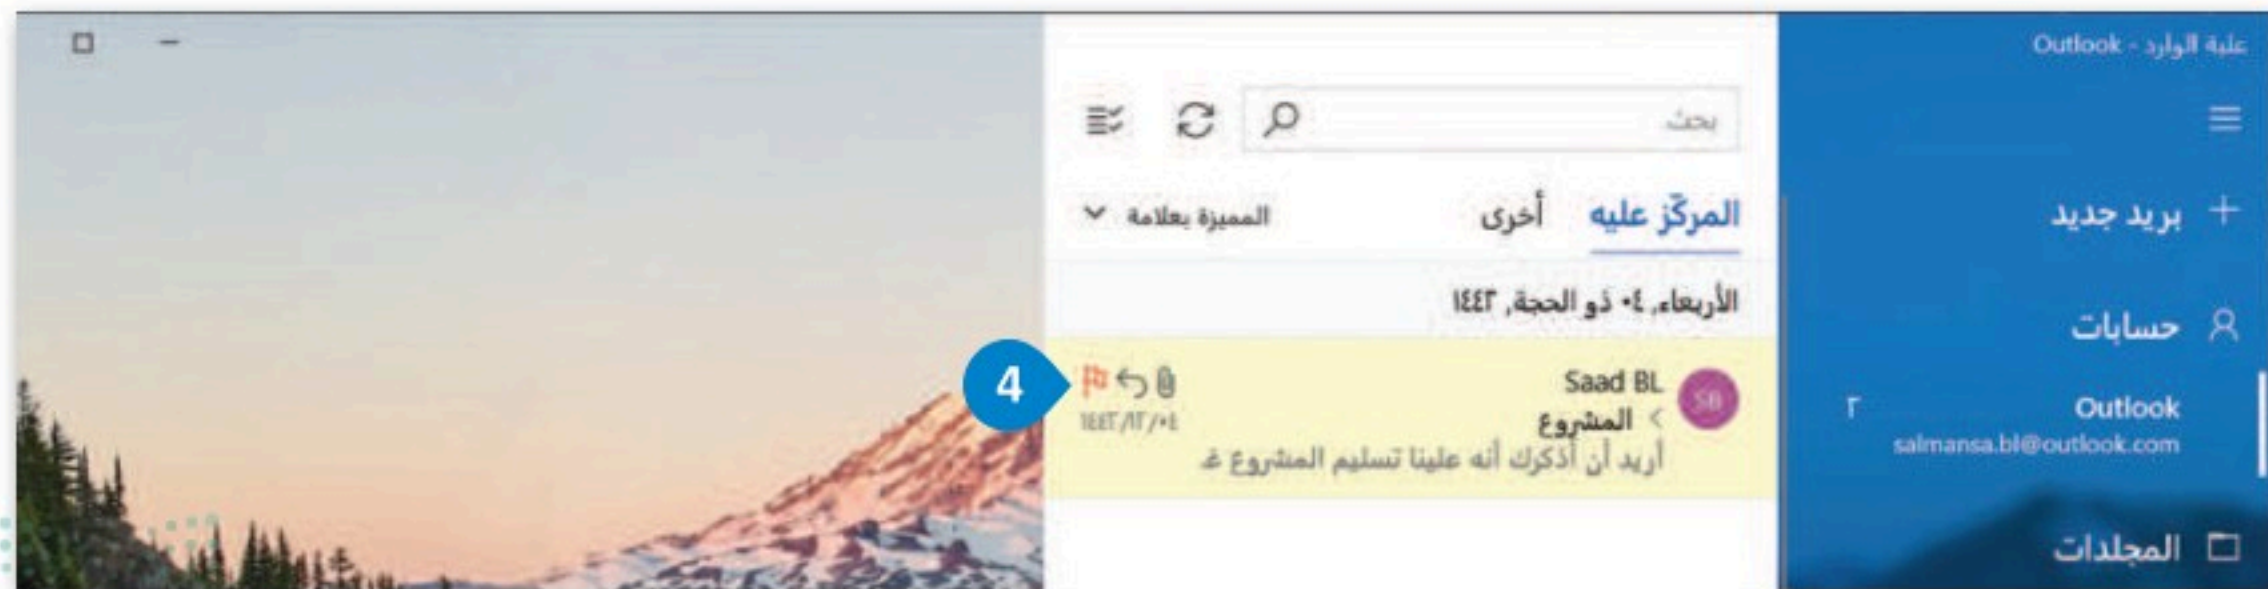 علبة الوارد - Outlook
بحث
بريد جديد
المركّز عليه
أخرى
المميزة بعلامة
الأربعاء, ٠٤ ذو الحجة, ١٤٤٣
حسابات
Outlook
٢
salmansa.bl@outlook.com
SB
Saad BL
المشروع
١٤٤٣/١٢/٠٤
أريد أن أذكرك أنه علينا تسليم المشروع غ
4
المجلدات